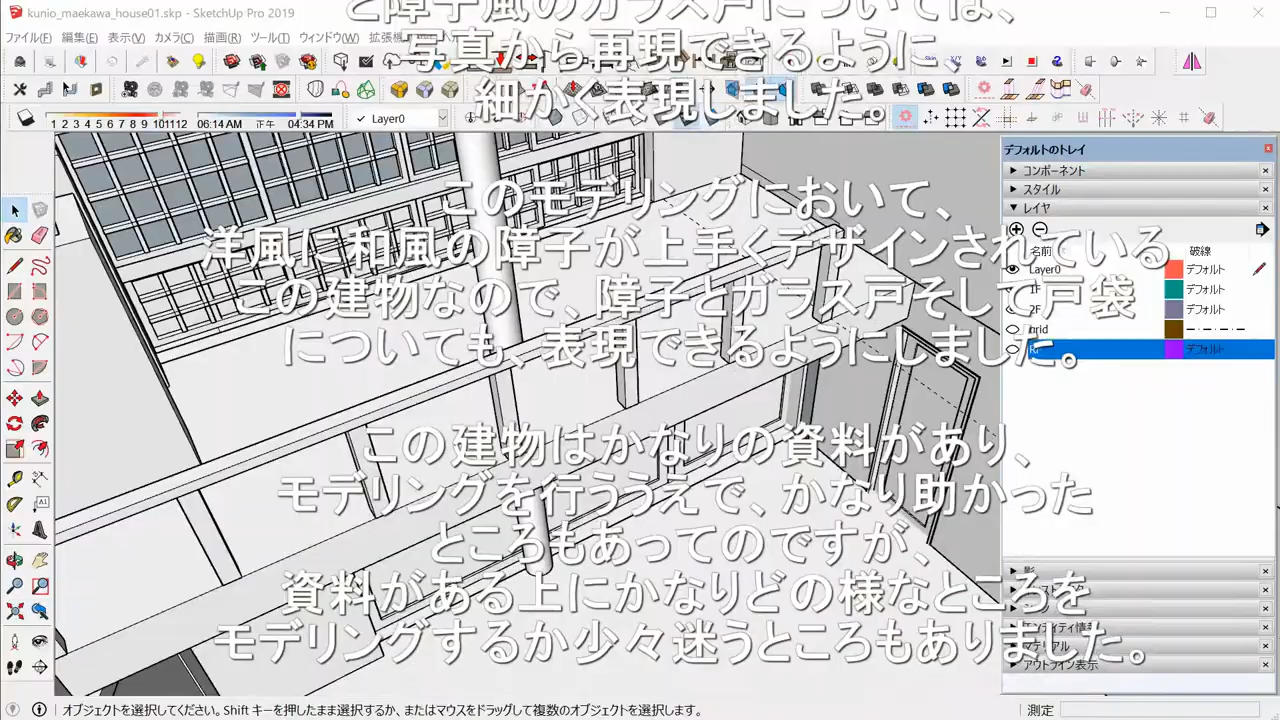 kunio_maekawa_house01.skp - SketchUp Pro 2019
と障子風のガラス戸については、
ファイル(F) 編集(E) 表示(V) カメラ(C) 描画(R) ツール(T) ウィンドウ(W)
写真から再現できるように
細かく表現しました。
1 2 3 4 5 6 7 8 9 101112 06:14 AM 正午 04:34 PM
Layer0
デフォルトのトレイ
コンポーネント
スタイル
レイヤ
このモデリングにおいて、
洋風に和風の障子が上手くデザインされている
この建物なので、障子とガラス戸そして戸袋
についても、表現できるようにしました。
名前 破線
Layer0 デフォルト
デフォルト
2F デフォルト
grid
デフォルト
この建物はかなりの資料があり、
モデリングを行ううえで、かなり助かった
ところもあってのですが、
資料がある上にかなりどの様なところを
モデリングするか少々迷うところもありました。
アウトライン表示
オブジェクトを選択してください。Shift キーを押したまま選択するか、またはマウスをドラッグして複数のオブジェクトを選択します。
測定